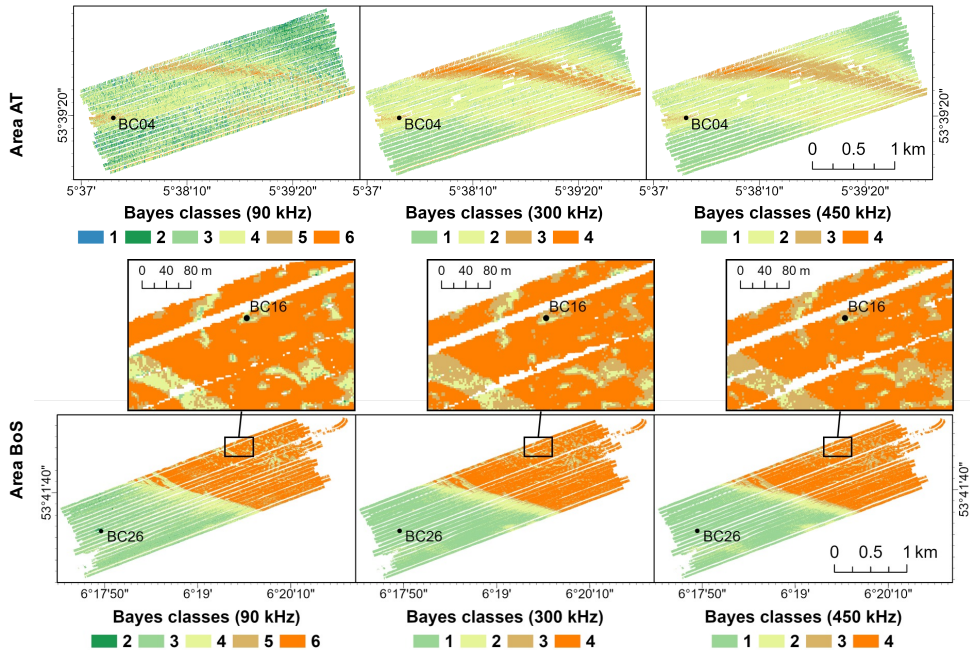 Area AT
BC04
BC04
BC04
53°39'20"
53°39'20"
0 0.5 1 km
5°37' 5°38'10" 5°39'20" 5°37' 5°38'10" 5°39'20" 5°37' 5°38'10" 5°39'20"
Bayes classes (90 kHz) Bayes classes (300 kHz) Bayes classes (450 kHz)
1 2 3 4 5 6 1 2 3 4 1 2 3 4
0 40 80 m 0 40 80 m 0 40 80 m
BC16 BC16 BC16
Area BoS
53°41'40"
53°41'40"
BC26 BC26 BC26
0 0.5 1 km
6°17'50" 6°19' 6°20'10" 6°17'50" 6°19' 6°20'10" 6°17'50" 6°19' 6°20'10"
Bayes classes (90 kHz) Bayes classes (300 kHz) Bayes classes (450 kHz)
2 3 4 5 6 1 2 3 4 1 2 3 4